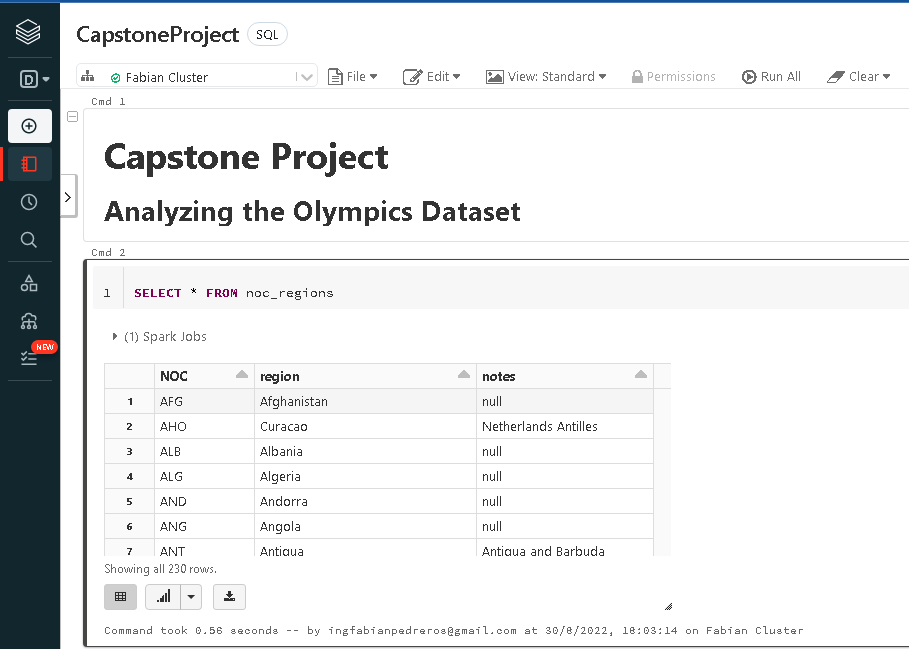 CapstoneProject SQL
D Fabian Cluster File Edit View: Standard Permissions Run All Clear
Cmd 1
Capstone Project
Analyzing the Olympics Dataset
Cmd 2
1 SELECT * FROM noc_regions
(1) Spark Jobs
NEW
NOC region notes
1 AFG Afghanistan null
2 AHO Curacao Netherlands Antilles
3 ALB Albania null
4 ALG Algeria null
5 AND Andorra null
6 ANG Angola null
7 ANT Antigua Antigua and Barbuda
Showing all 230 rows.
Command took 0.56 seconds -- by ingfabianpedreros@gmail.com at 30/8/2022, 18:03:14 on Fabian Cluster